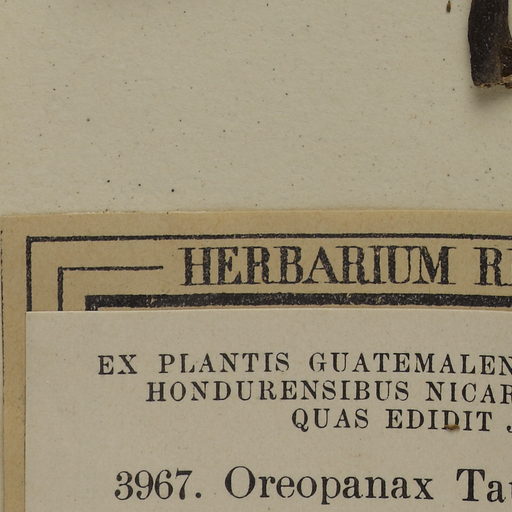 HERBARIUM
EX PLANTIS GUATEMALEN
HONDURENSIBUS NICAR
QUAS EDIDIT
3967. Oreopanax